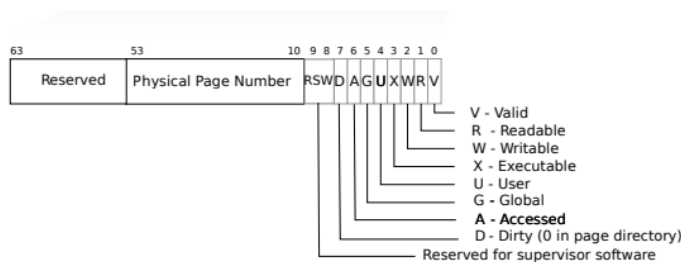 63 53 10 9 8 7 6 5 4 3 2 1 0
Reserved Physical Page Number RSW D A G U X W R V
V - Valid
R - Readable
W - Writable
X - Executable
U - User
G - Global
A - Accessed
D - Dirty (0 in page directory)
Reserved for supervisor software